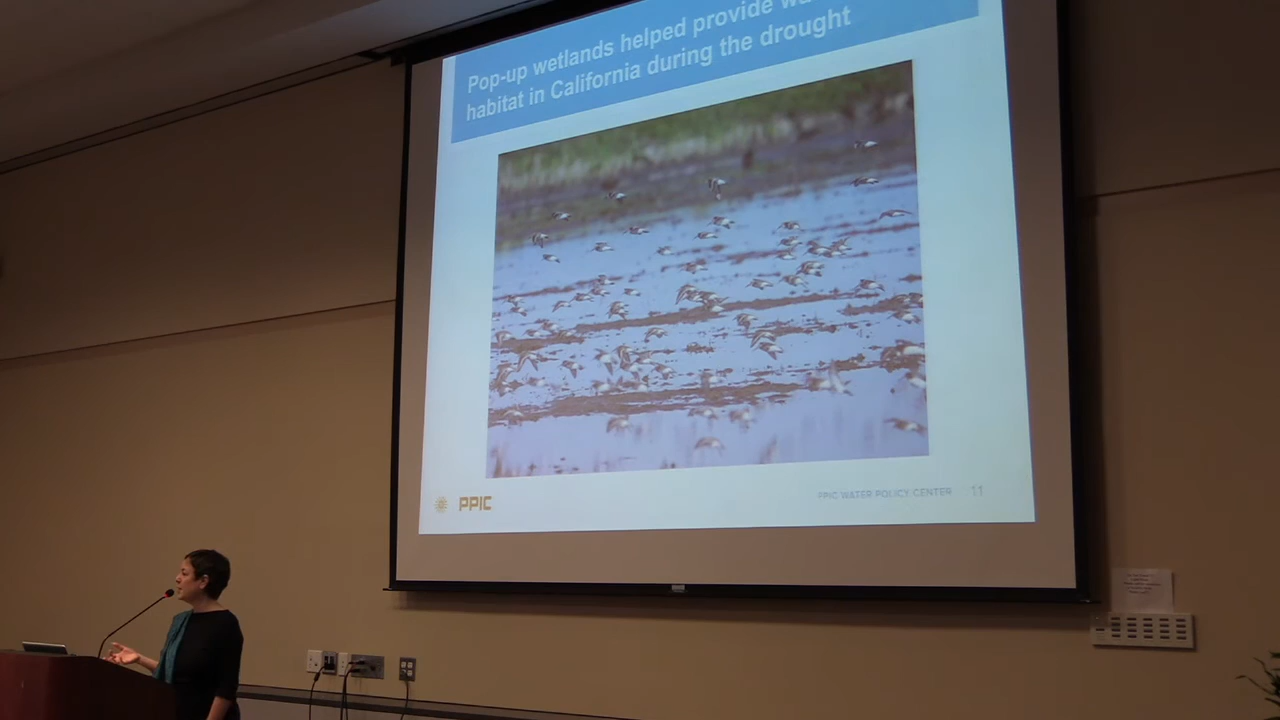 Pop-up wetlands helped provide
habitat in California during the drought
PPIC
PPIC WATER POLICY CENTER 11